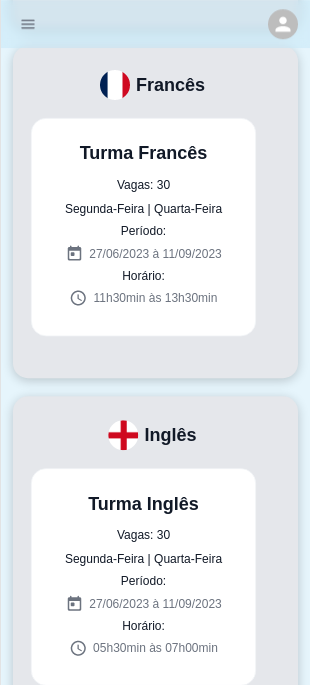 Francês
Turma Francês
Vagas: 30
Segunda-Feira | Quarta-Feira
Período:
27/06/2023 à 11/09/2023
Horário:
11h30min às 13h30min
Inglês
Turma Inglês
Vagas: 30
Segunda-Feira | Quarta-Feira
Período:
27/06/2023 à 11/09/2023
Horário:
05h30min às 07h00min